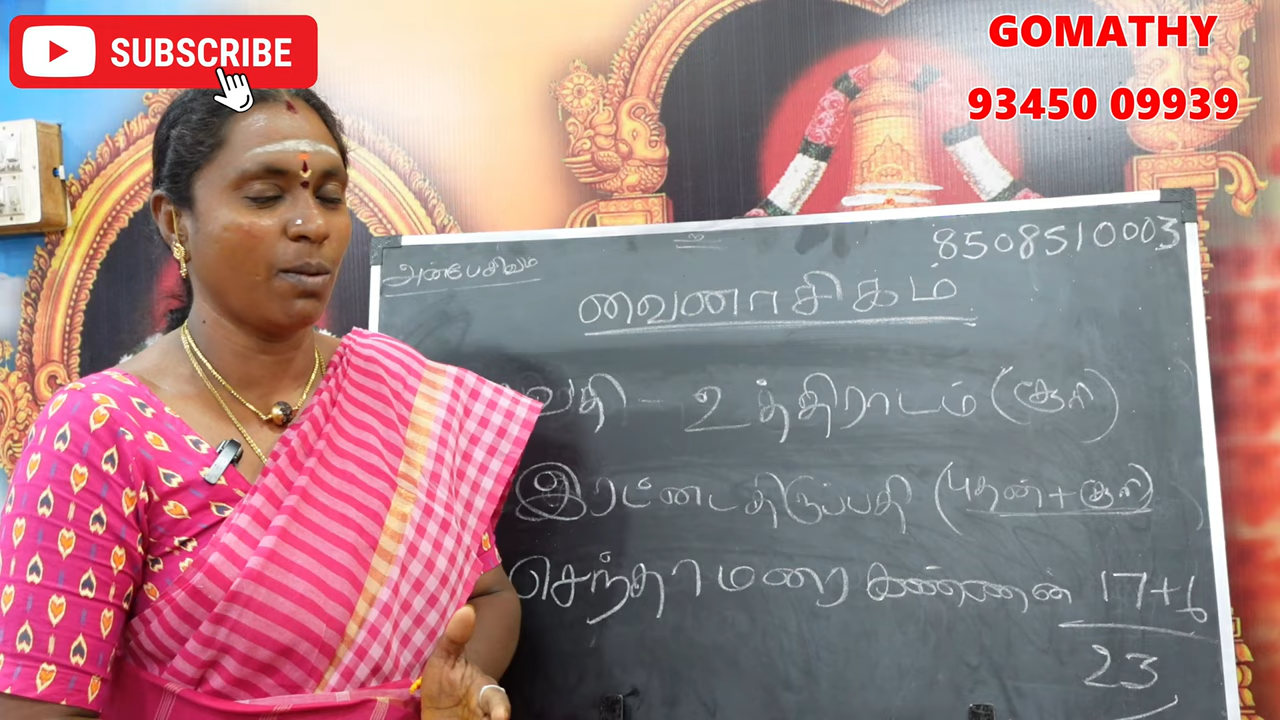 SUBSCRIBE
GOMATHY
93450 09939
8508510003
அன்பேசிவம்
வைணாசிகம்
வதி - உத்திராடம் (சூரி)
இரட்டை திருப்பதி (புதன்+சூரி)
செந்தாமரை கண்ணன் 17+6
23